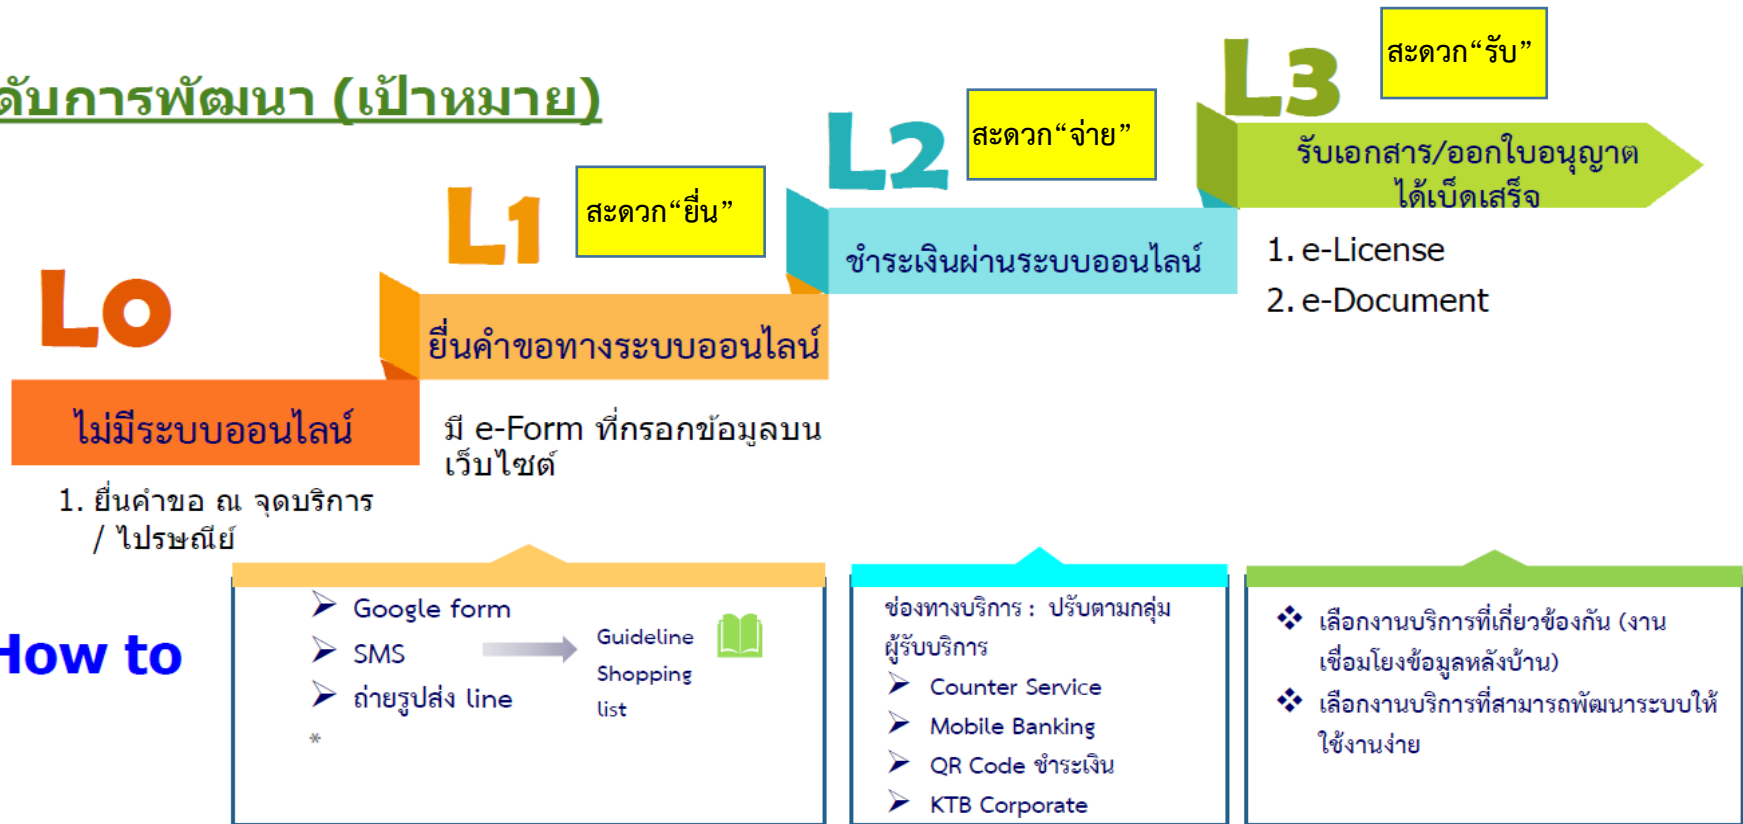 ดับการพัฒนา (เป้าหมาย)
L0
ไม่มีระบบออนไลน์
1. ยื่นคำขอ ณ จุดบริการ
/ ไปรษณีย์
L1
สะดวก“ยื่น”
ยื่นคำขอทางระบบออนไลน์
มี e-Form ที่กรอกข้อมูลบน
เว็บไซต์
L2
สะดวก“จ่าย”
ชำระเงินผ่านระบบออนไลน์
L3
สะดวก“รับ”
รับเอกสาร/ออกใบอนุญาต
ได้เบ็ดเสร็จ
1. e-License
2. e-Document
How to
➢ Google form
➢ SMS
➢ ถ่ายรูปส่ง line
*
Guideline
Shopping
list
ช่องทางบริการ : ปรับตามกลุ่ม
ผู้รับบริการ
➢ Counter Service
➢ Mobile Banking
➢ QR Code ชำระเงิน
➢ KTB Corporate
❖ เลือกงานบริการที่เกี่ยวข้องกัน (งาน
เชื่อมโยงข้อมูลหลังบ้าน)
❖ เลือกงานบริการที่สามารถพัฒนาระบบให้
ใช้งานง่าย